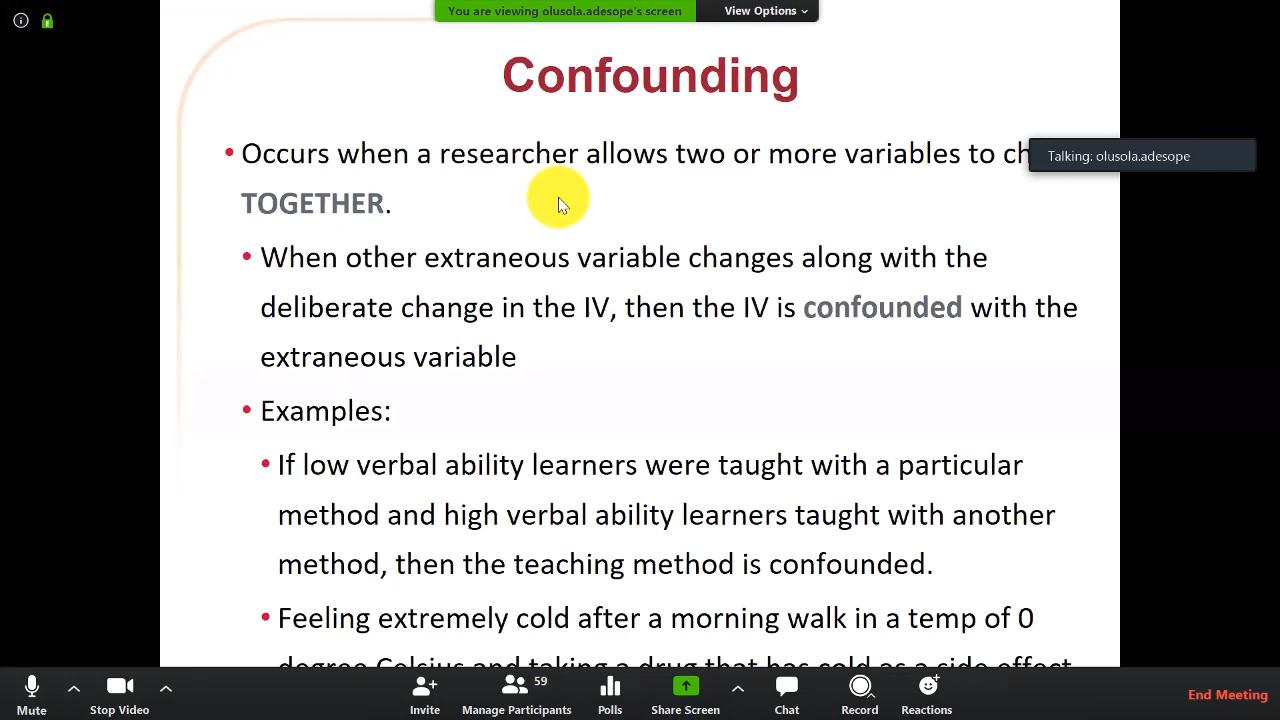 You are viewing olusola.adesope's screen View Options
Confounding
• Occurs when a researcher allows two or more variables to ch
Talking: olusola.adesope
TOGETHER.
• When other extraneous variable changes along with the
deliberate change in the IV, then the IV is confounded with the
extraneous variable
• Examples:
• If low verbal ability learners were taught with a particular
method and high verbal ability learners taught with another
method, then the teaching method is confounded.
• Feeling extremely cold after a morning walk in a temp of 0
degree Celsius and taking a drug that has cold as a side effect
59
Mute Stop Video Invite Manage Participants Polls Share Screen Chat Record Reactions End Meeting